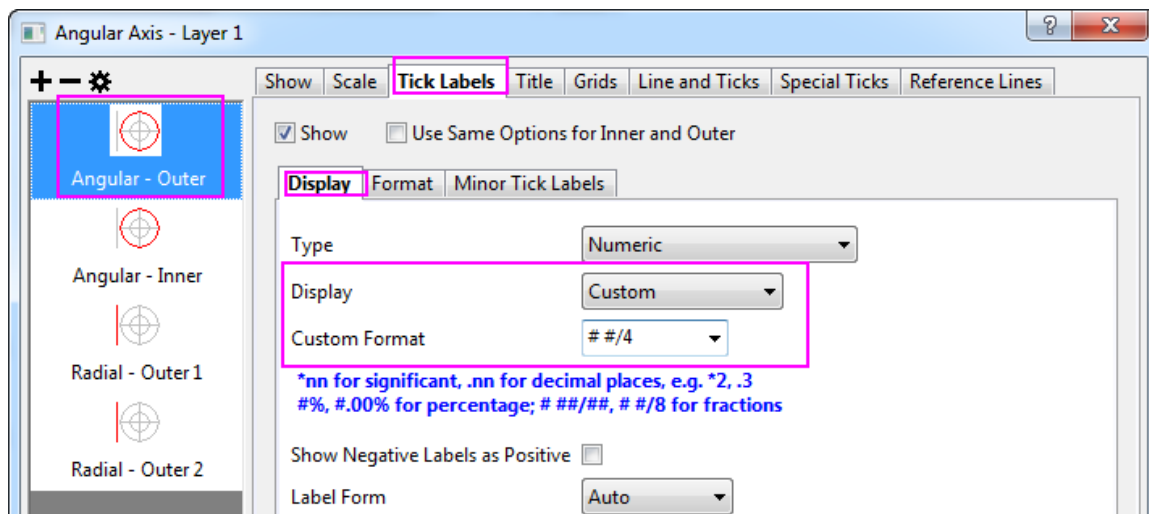 Angular Axis - Layer 1
Show Scale Tick Labels Title Grids Line and Ticks Special Ticks Reference Lines
Show Use Same Options for Inner and Outer
Angular - Outer
Display Format Minor Tick Labels
Type Numeric
Angular - Inner
Display Custom
Custom Format # #/4
Radial - Outer 1
*nn for significant, .nn for decimal places, e.g. *2, .3
#%, #.00% for percentage; # ##/##, # #/8 for fractions
Show Negative Labels as Positive
Radial - Outer 2
Label Form Auto